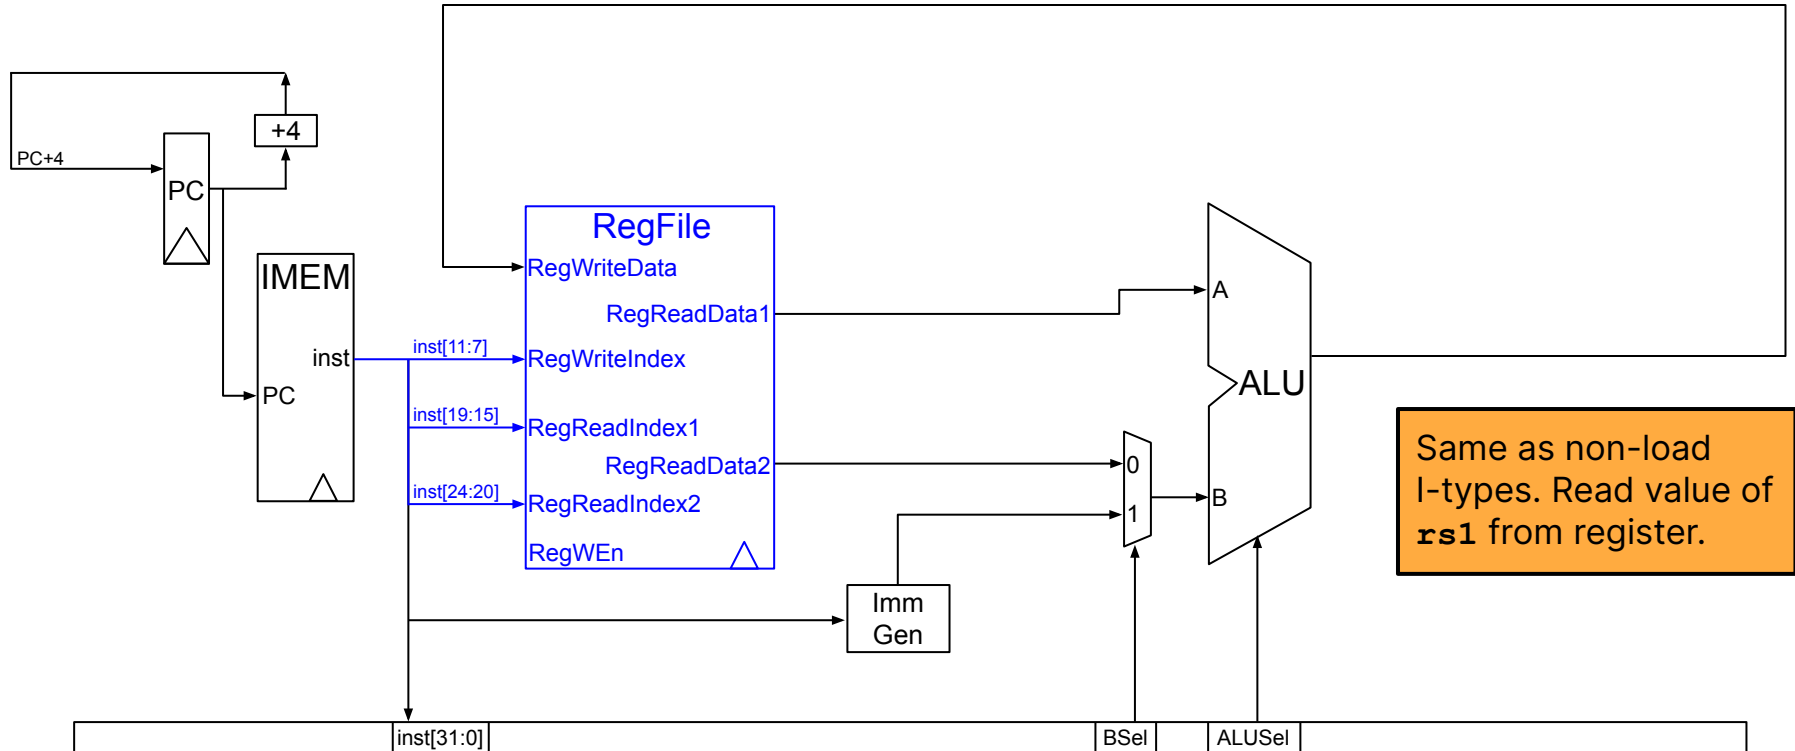 +4
PC+4
PC
RegFile
IMEM
RegWriteData
RegReadData1
A
inst[11:7]
inst
RegWriteIndex
PC
ALU
inst[19:15]
RegReadIndex1
RegReadData2
0
inst[24:20]
RegReadIndex2
1
B
RegWEn
Same as non-load
I-types. Read value of
rs1 from register.
Imm
Gen
inst[31:0]
BSel
ALUSel